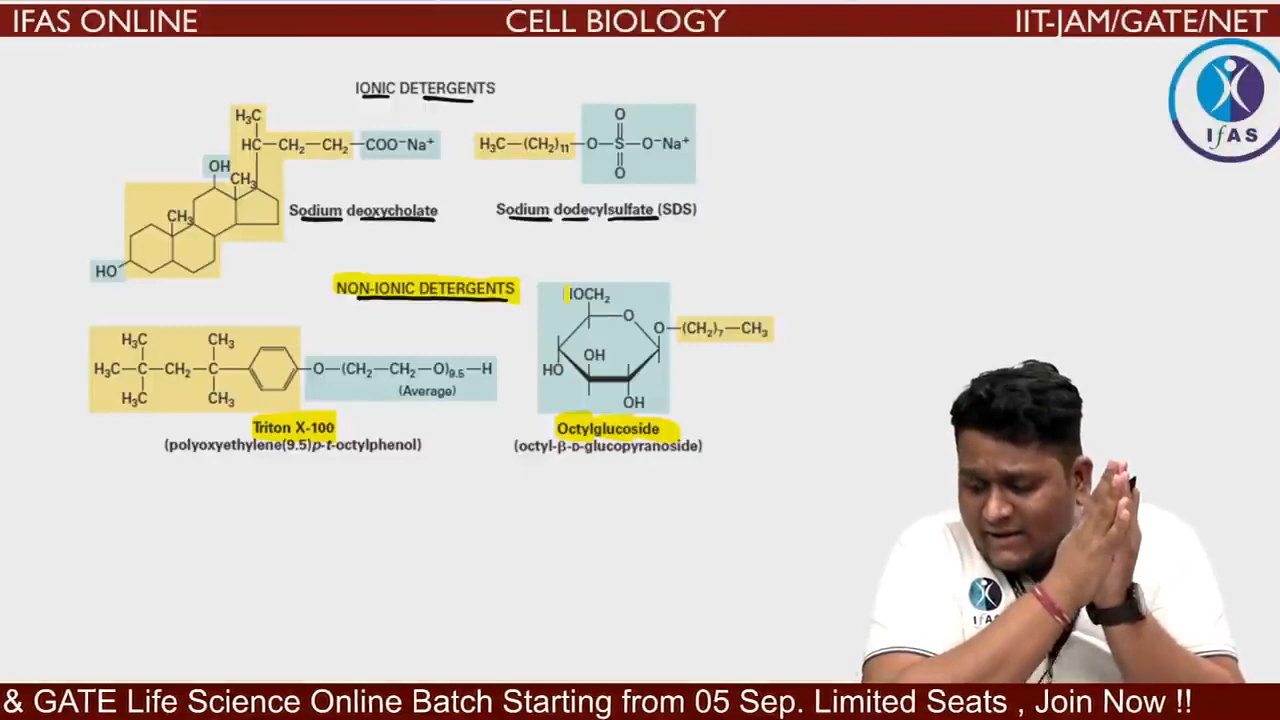 IFAS ONLINE
CELL BIOLOGY
IIT-JAM/GATE/NET
IfAS
IONIC DETERGENTS
H₃C
HC—CH₂—CH₂—COO⁻Na⁺
OH
CH₃
CH₃
HO
Sodium deoxycholate
H₃C—(CH₂)₁₁—O—S—O⁻Na⁺
O
O
Sodium dodecylsulfate (SDS)
NON-IONIC DETERGENTS
H₃C CH₃
H₃C—C—CH₂—C—
H₃C CH₃
O—(CH₂—CH₂—O)₉.₅—H
(Average)
Triton X-100
(polyoxyethylene(9.5)p-t-octylphenol)
IOCH₂
O
O—(CH₂)₇—CH₃
OH
HO
OH
Octylglucoside
(octyl-β-D-glucopyranoside)
& GATE Life Science Online Batch Starting from 05 Sep. Limited Seats , Join Now !!